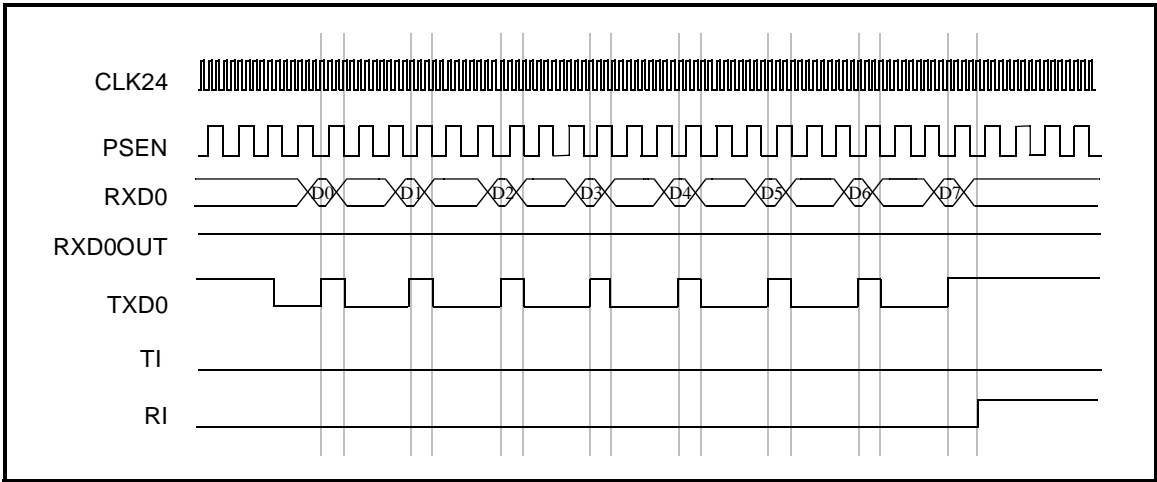 CLK24
PSEN
RXD0 D0 D1 D2 D3 D4 D5 D6 D7
RXD0OUT
TXD0
TI
RI